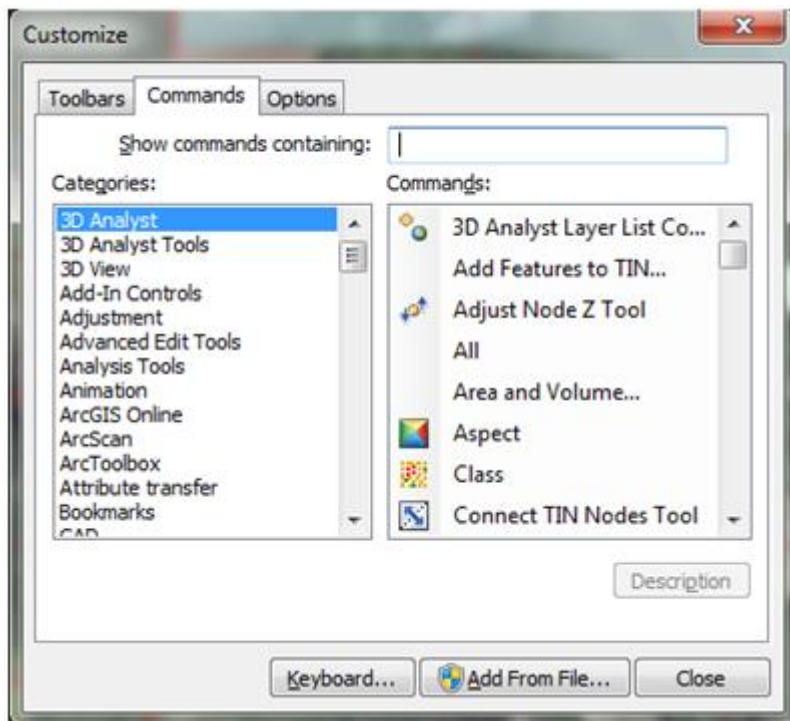 Customize
Toolbars Commands Options
Show commands containing:
Categories:
3D Analyst
3D Analyst Tools
3D View
Add-In Controls
Adjustment
Advanced Edit Tools
Analysis Tools
Animation
ArcGIS Online
ArcScan
ArcToolbox
Attribute transfer
Bookmarks
CAD
Commands:
3D Analyst Layer List Co...
Add Features to TIN...
Adjust Node Z Tool
All
Area and Volume...
Aspect
Class
Connect TIN Nodes Tool
Description
Keyboard... Add From File... Close